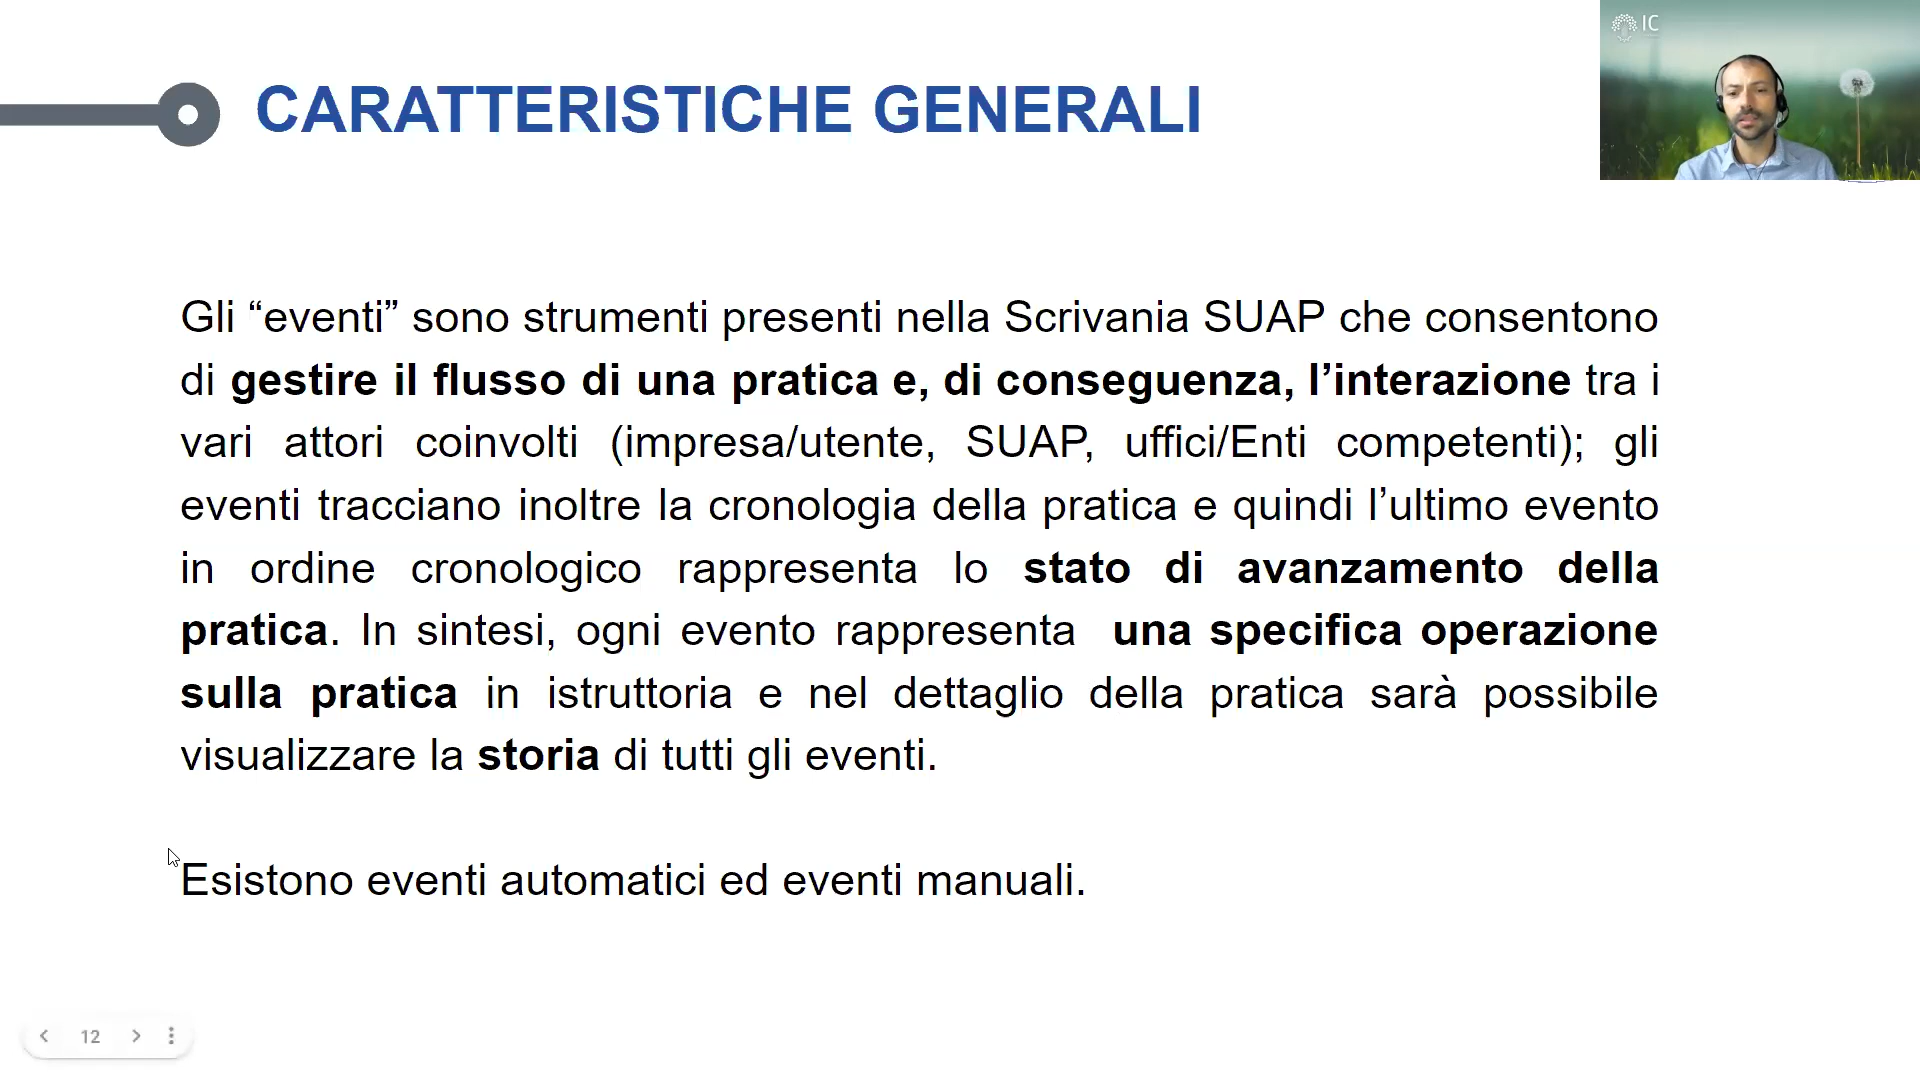 IC
CARATTERISTICHE GENERALI
Gli “eventi” sono strumenti presenti nella Scrivania SUAP che consentono
di gestire il flusso di una pratica e, di conseguenza, l’interazione tra i
vari attori coinvolti (impresa/utente, SUAP, uffici/Enti competenti); gli
eventi tracciano inoltre la cronologia della pratica e quindi l’ultimo evento
in ordine cronologico rappresenta lo stato di avanzamento della
pratica. In sintesi, ogni evento rappresenta una specifica operazione
sulla pratica in istruttoria e nel dettaglio della pratica sarà possibile
visualizzare la storia di tutti gli eventi.
Esistono eventi automatici ed eventi manuali.
12